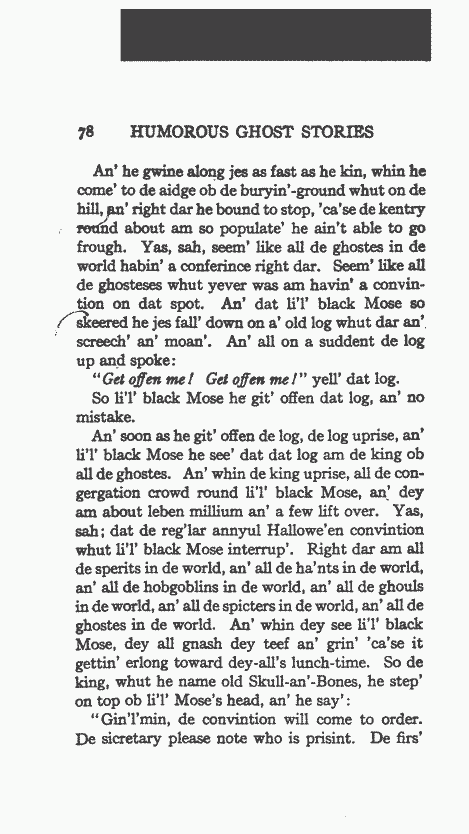 78 HUMOROUS GHOST STORIES
An' he gwine along jes as fast as he kin, whin he
come' to de aidge ob de buryin'-ground whut on de
hill, an' right dar he bound to stop, 'ca'se de kentry
round about am so populate' he ain't able to go
frough. Yas, sah, seem' like all de ghostes in de
world habin' a conferince right dar. Seem' like all
de ghosteses whut yever was am havin' a convin-
tion on dat spot. An' dat li'l' black Mose so
skeered he jes fall' down on a' old log whut dar an'
screech' an' moan'. An' all on a suddent de log
up and spoke:
"Get offen me! Get offen me!" yell' dat log.
So li'l' black Mose he git' offen dat log, an' no
mistake.
An' soon as he git' offen de log, de log uprise, an'
li'l' black Mose he see' dat dat log am de king ob
all de ghostes. An' whin de king uprise, all de con-
gergation crowd round li'l' black Mose, an' dey
am about leben millium an' a few lift over. Yas,
sah; dat de reg'lar annyul Hallowe'en convintion
whut li'l' black Mose interrup'. Right dar am all
de sperits in de world, an' all de ha'nts in de world,
an' all de hobgoblins in de world, an' all de ghouls
in de world, an' all de spicters in de world, an' all de
ghostes in de world. An' whin dey see li'l' black
Mose, dey all gnash dey teef an' grin' 'ca'se it
gettin' erlong toward dey-all's lunch-time. So de
king, whut he name old Skull-an'-Bones, he step'
on top ob li'l' Mose's head, an' he say':
"Gin'l'min, de convintion will come to order.
De sicretary please note who is prisint. De firs'